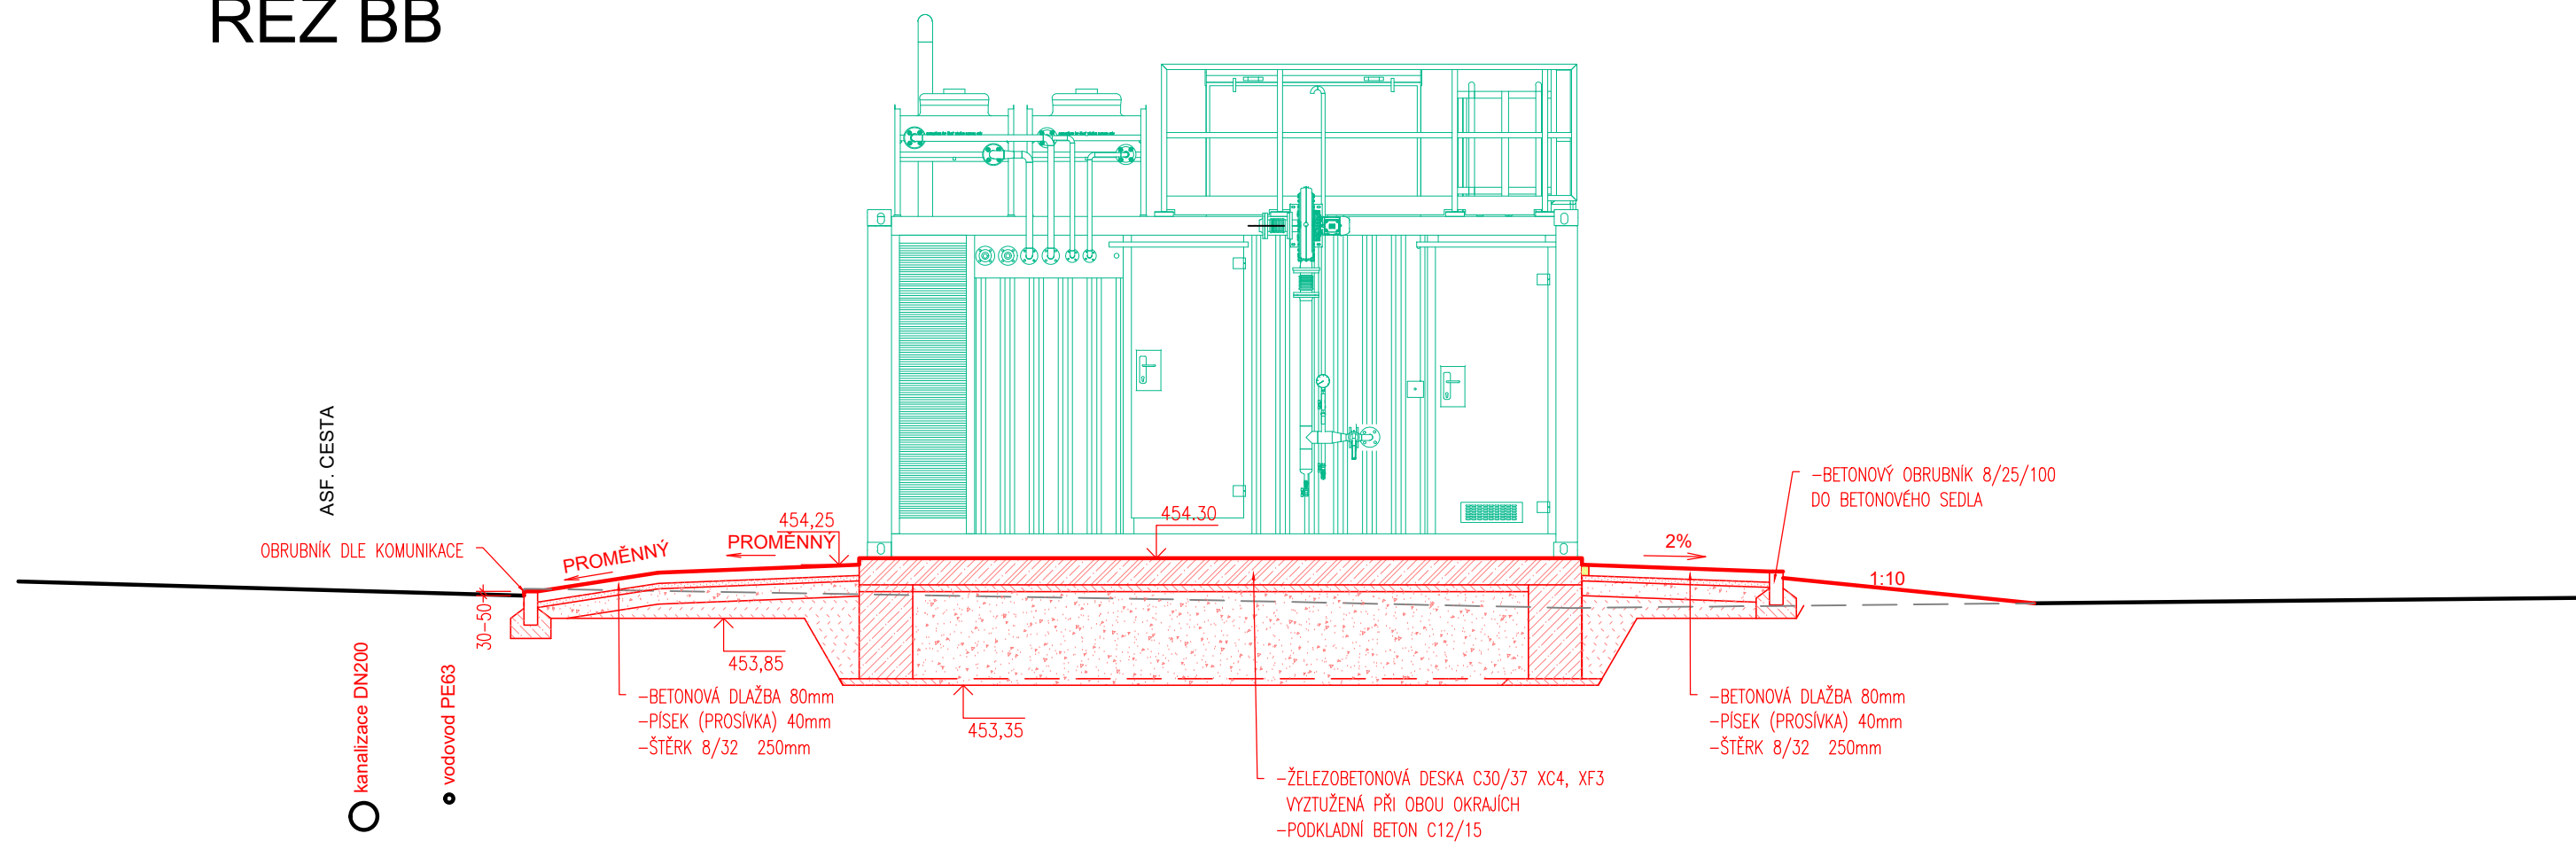 ŘEZ BB
ASF. CESTA
OBRUBNÍK DLE KOMUNIKACE
PROMĚNNÝ
PROMĚNNÝ
454,25
454.30
2%
1:10
-BETONOVÝ OBRUBNÍK 8/25/100
DO BETONOVÉHO SEDLA
30-50
453,85
453,35
kanalizace DN200
vodovod PE63
-BETONOVÁ DLAŽBA 80mm
-PÍSEK (PROSÍVKA) 40mm
-ŠTĚRK 8/32 250mm
-BETONOVÁ DLAŽBA 80mm
-PÍSEK (PROSÍVKA) 40mm
-ŠTĚRK 8/32 250mm
-ŽELEZOBETONOVÁ DESKA C30/37 XC4, XF3
VYZTUŽENÁ PŘI OBOU OKRAJÍCH
-PODKLADNÍ BETON C12/15